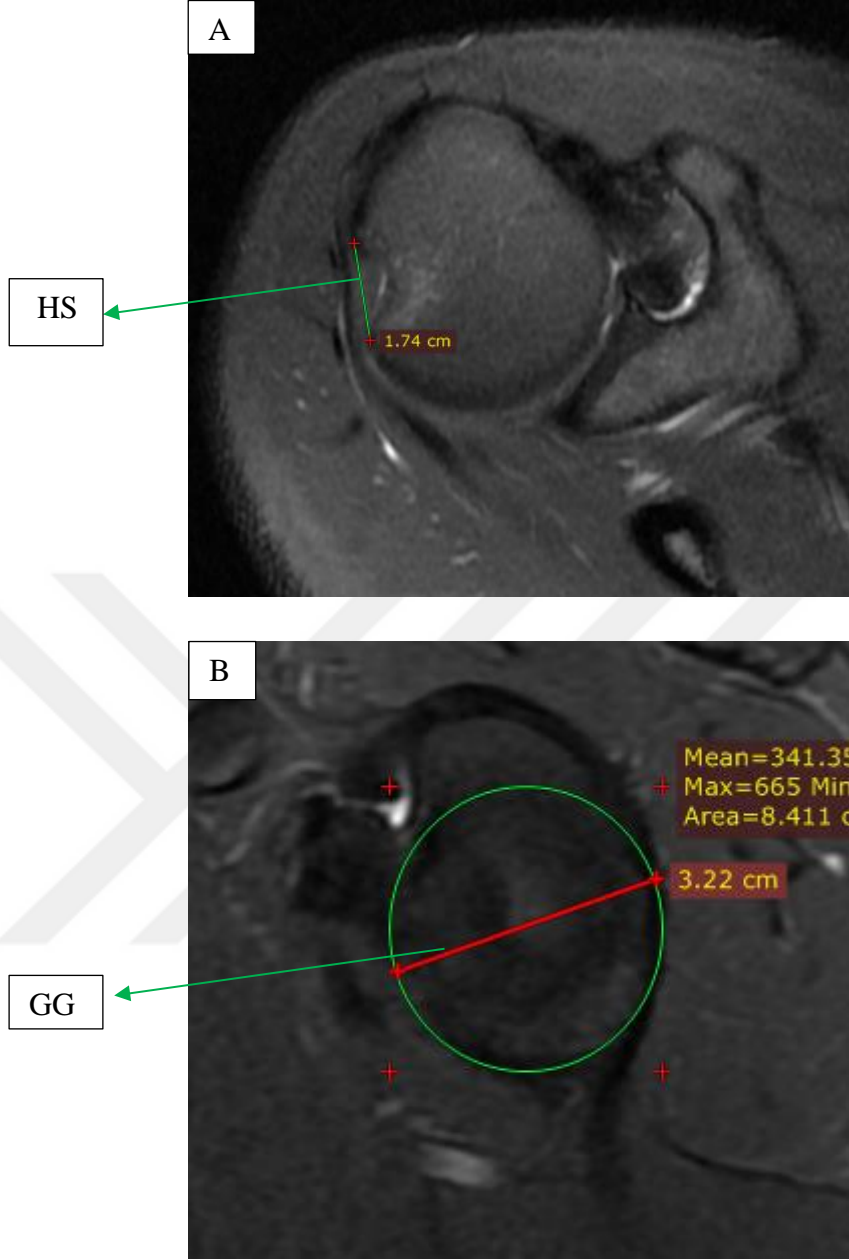 A
HS
1.74 cm
B
Mean=341.35
Max=665 Min
Area=8.411 c
3.22 cm
GG